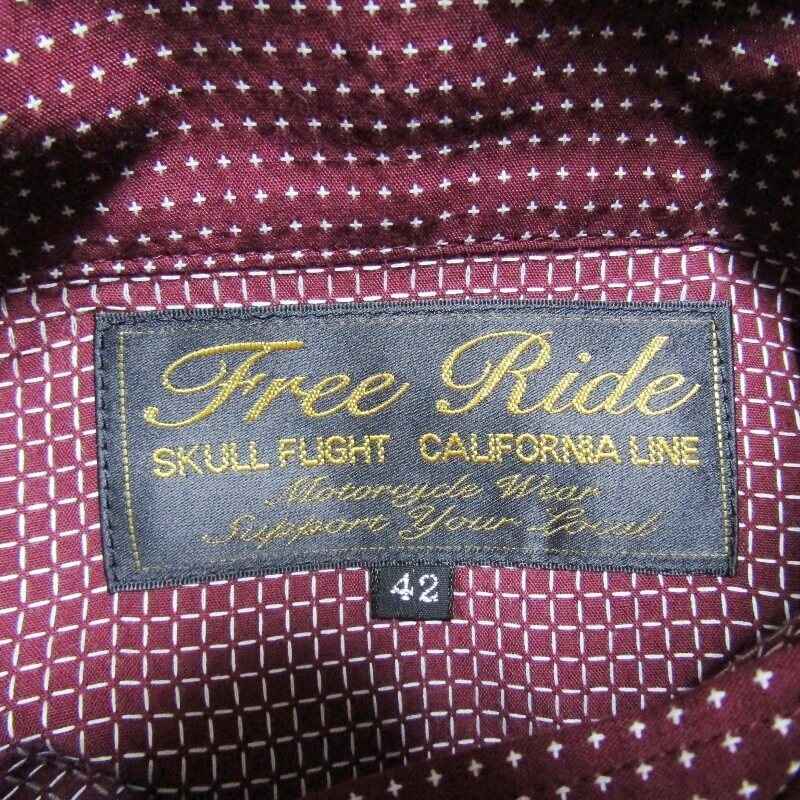 Free Ride
SKULL FLIGHT CALIFORNIA LINE
Motorcycle Wear
Support Your Local
42